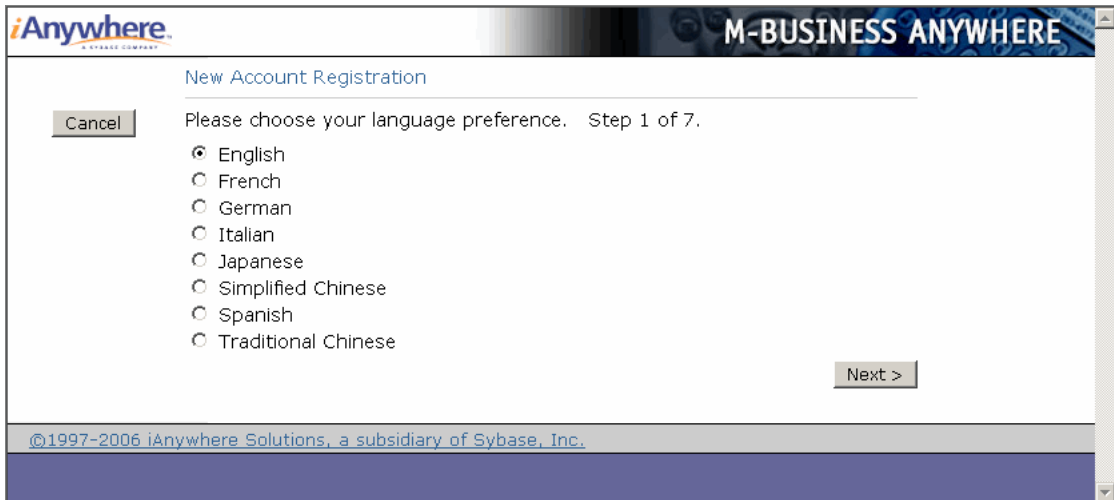 iAnywhere.
A SYBASE COMPANY
M-BUSINESS ANYWHERE
New Account Registration
Cancel
Please choose your language preference. Step 1 of 7.
English
French
German
Italian
Japanese
Simplified Chinese
Spanish
Traditional Chinese
Next >
©1997-2006 iAnywhere Solutions, a subsidiary of Sybase, Inc.